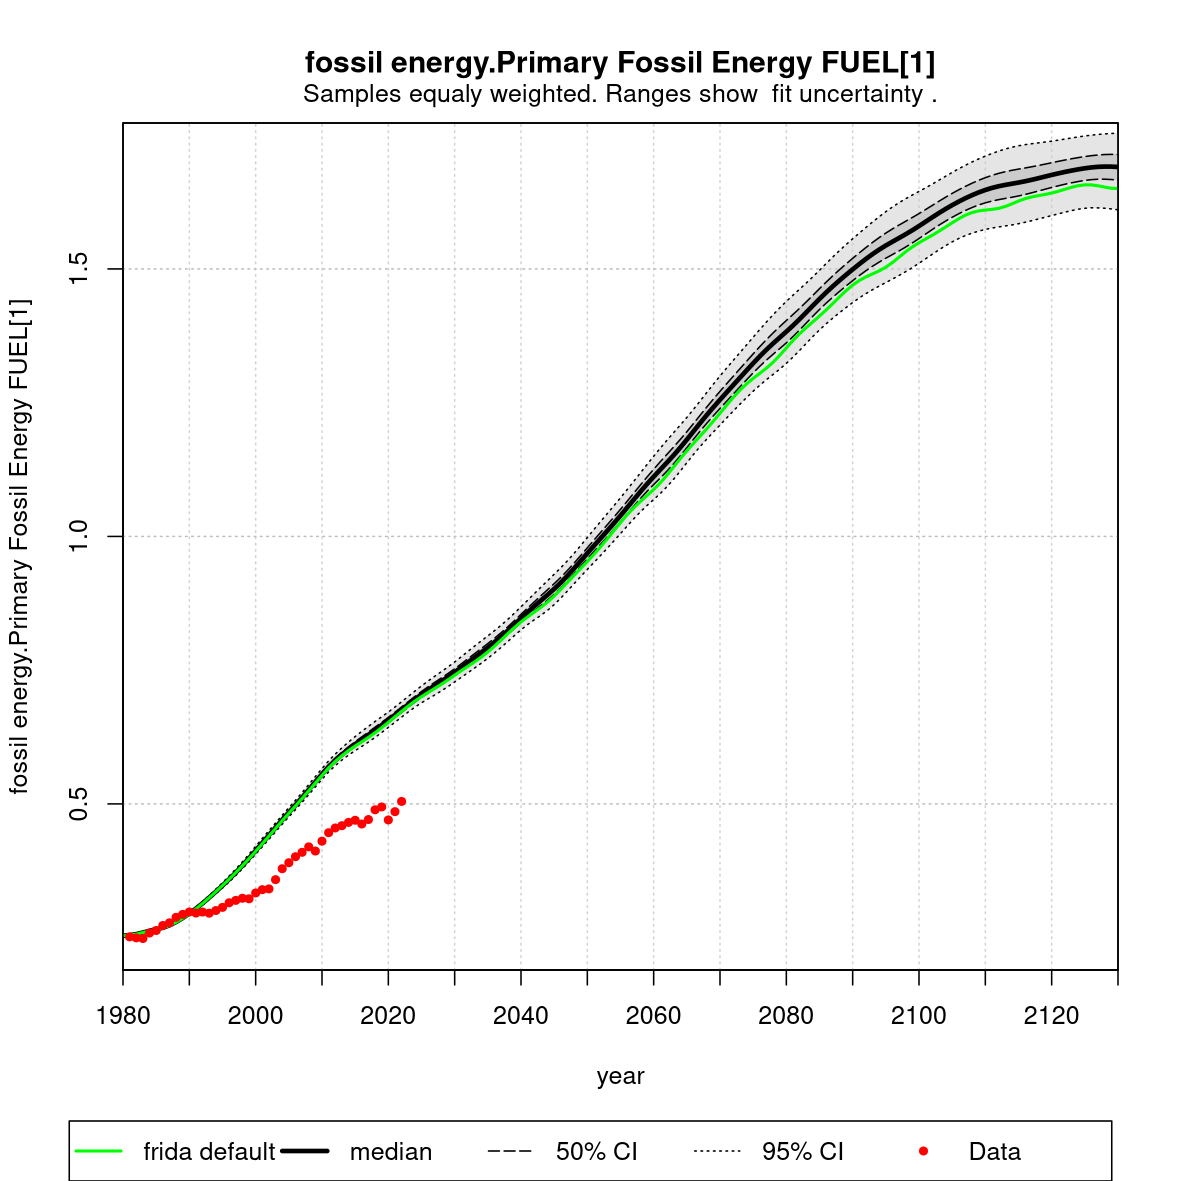 fossil energy.Primary Fossil Energy FUEL[1]
Samples equaly weighted. Ranges show  fit uncertainty .
fossil energy.Primary Fossil Energy FUEL[1]
1.5
1.0
0.5
1980 2000 2020 2040 2060 2080 2100 2120
year
frida default median 50% CI 95% CI Data